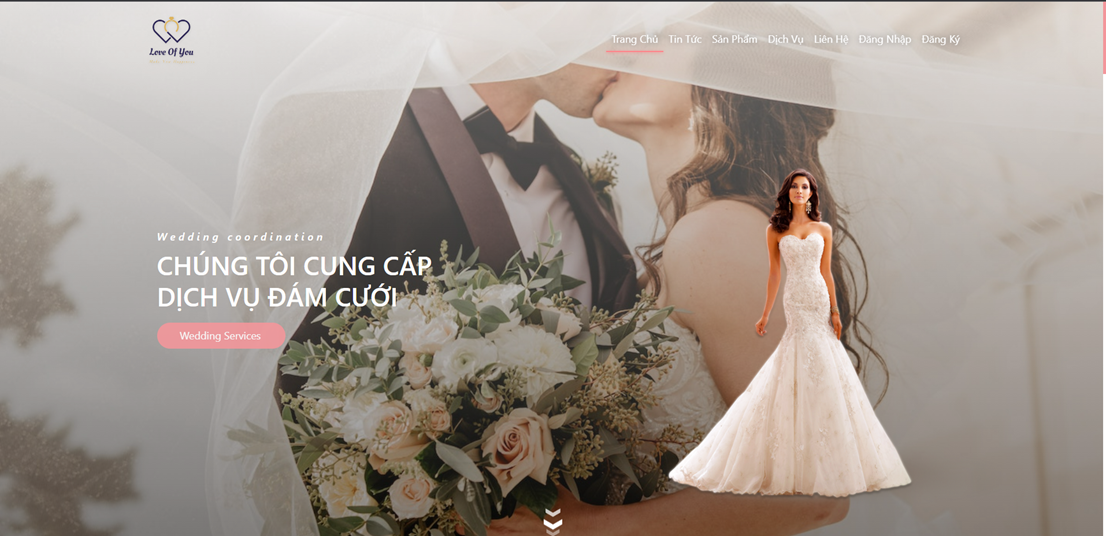 Love Of You
Trang Chủ Tin Tức Sản Phẩm Dịch Vụ Liên Hệ Đăng Nhập Đăng Ký
Wedding coordination
CHÚNG TÔI CUNG CẤP
DỊCH VỤ ĐÁM CƯỚI
Wedding Services